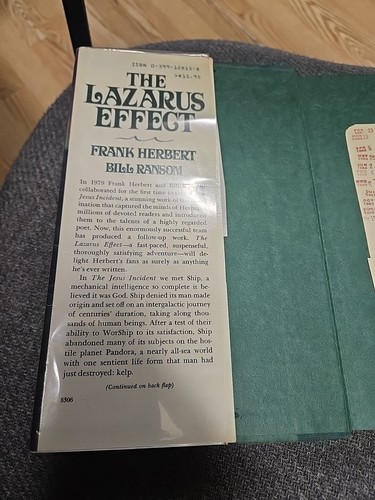 ISBN 0-399-
THE
LAZARUS
EFFECT
FRANK HERBERT
BILL RANSOM
In 1979 Frank Herbert and
collaborated for the first time
Jesus Incident, a stunning work of
mation that captured the minds of Herbert's
millions of devoted readers and introduced
them to the talents of a highly regarded
poet. Now, this enormously successful team
has produced a follow-up work. The
Lazarus Effect—a fast-paced, suspenseful,
thoroughly satisfying adventure—will de-
light Herbert's fans as surely as anything
he's ever written.
In The Jesus Incident we met Ship, a
mechanical intelligence so complete it be-
lieved it was God. Ship denied its man-made
origin and set off on an intergalactic journey
of centuries' duration, taking along thou-
sands of human beings. After a test of their
ability to WorShip to its satisfaction, Ship
abandoned many of its subjects on the hos-
tile planet Pandora, a nearly all-sea world
with one sentient life form that man had
just destroyed: kelp.
(Continued on back flap)
8306